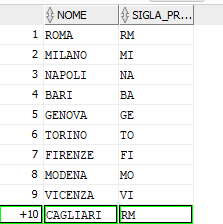 NOME SIGLA_PR...
1 ROMA RM
2 MILANO MI
3 NAPOLI NA
4 BARI BA
5 GENOVA GE
6 TORINO TO
7 FIRENZE FI
8 MODENA MO
9 VICENZA VI
+10 CAGLIARI RM